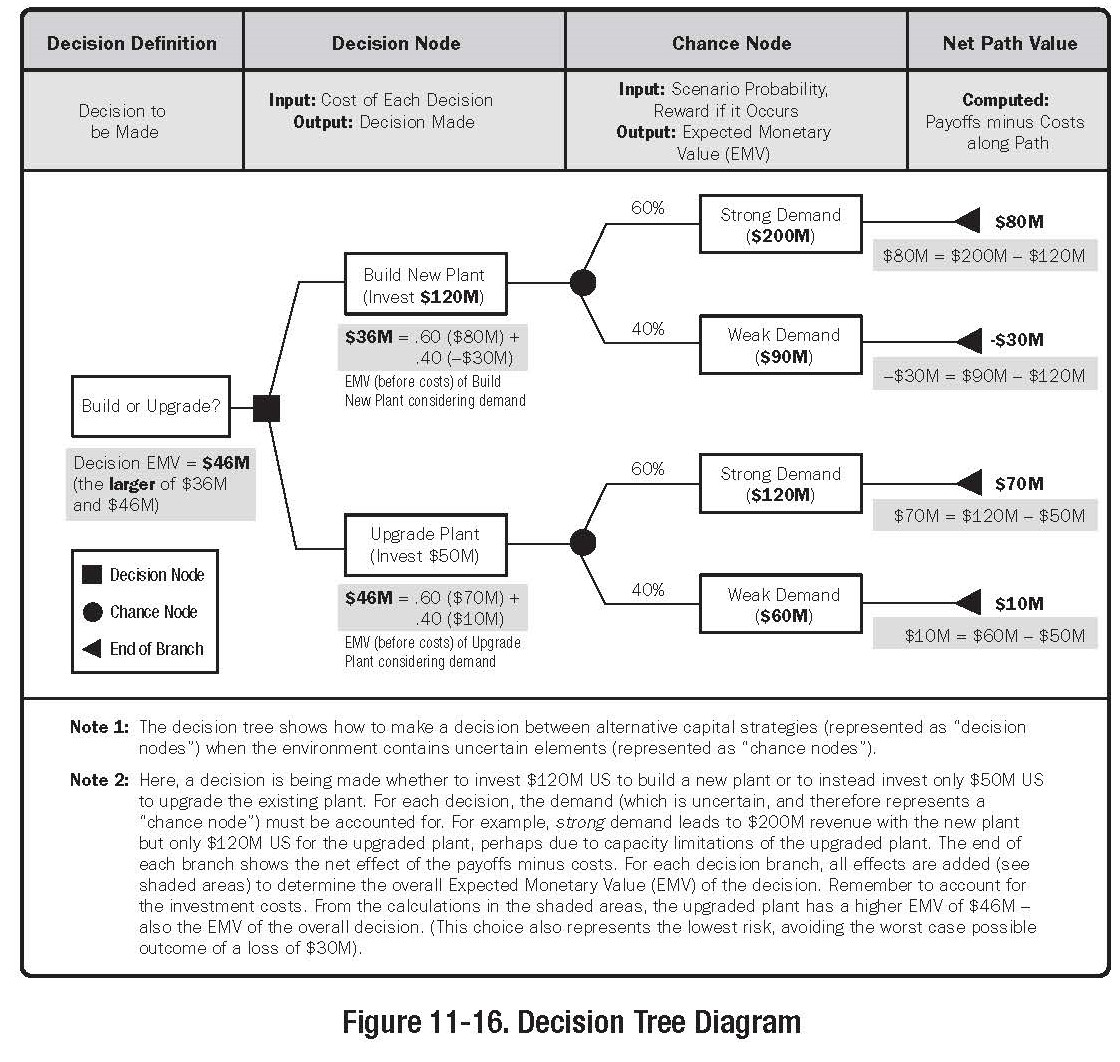 Decision Definition
Decision Node
Chance Node
Net Path Value
Decision to
be Made
Input: Cost of Each Decision
Output: Decision Made
Input: Scenario Probability,
Reward if it Occurs
Output: Expected Monetary
Value (EMV)
Computed:
Payoffs minus Costs
along Path
Build or Upgrade?
Decision EMV = $46M
(the larger of $36M
and $46M)
Decision Node
Chance Node
End of Branch
Build New Plant
(Invest $120M)
$36M = .60 ($80M) +
.40 (–$30M)
EMV (before costs) of Build
New Plant considering demand
Upgrade Plant
(Invest $50M)
$46M = .60 ($70M) +
.40 ($10M)
EMV (before costs) of Upgrade
Plant considering demand
60%
Strong Demand
($200M)
$80M
$80M = $200M – $120M
40%
Weak Demand
($90M)
-$30M
–$30M = $90M – $120M
60%
Strong Demand
($120M)
$70M
$70M = $120M – $50M
40%
Weak Demand
($60M)
$10M
$10M = $60M – $50M
Note 1: The decision tree shows how to make a decision between alternative capital strategies (represented as “decision
nodes”) when the environment contains uncertain elements (represented as “chance nodes”).
Note 2: Here, a decision is being made whether to invest $120M US to build a new plant or to instead invest only $50M US
to upgrade the existing plant. For each decision, the demand (which is uncertain, and therefore represents a
“chance node”) must be accounted for. For example, strong demand leads to $200M revenue with the new plant
but only $120M US for the upgraded plant, perhaps due to capacity limitations of the upgraded plant. The end of
each branch shows the net effect of the payoffs minus costs. For each decision branch, all effects are added (see
shaded areas) to determine the overall Expected Monetary Value (EMV) of the decision. Remember to account for
the investment costs. From the calculations in the shaded areas, the upgraded plant has a higher EMV of $46M –
also the EMV of the overall decision. (This choice also represents the lowest risk, avoiding the worst case possible
outcome of a loss of $30M).
Figure 11-16. Decision Tree Diagram